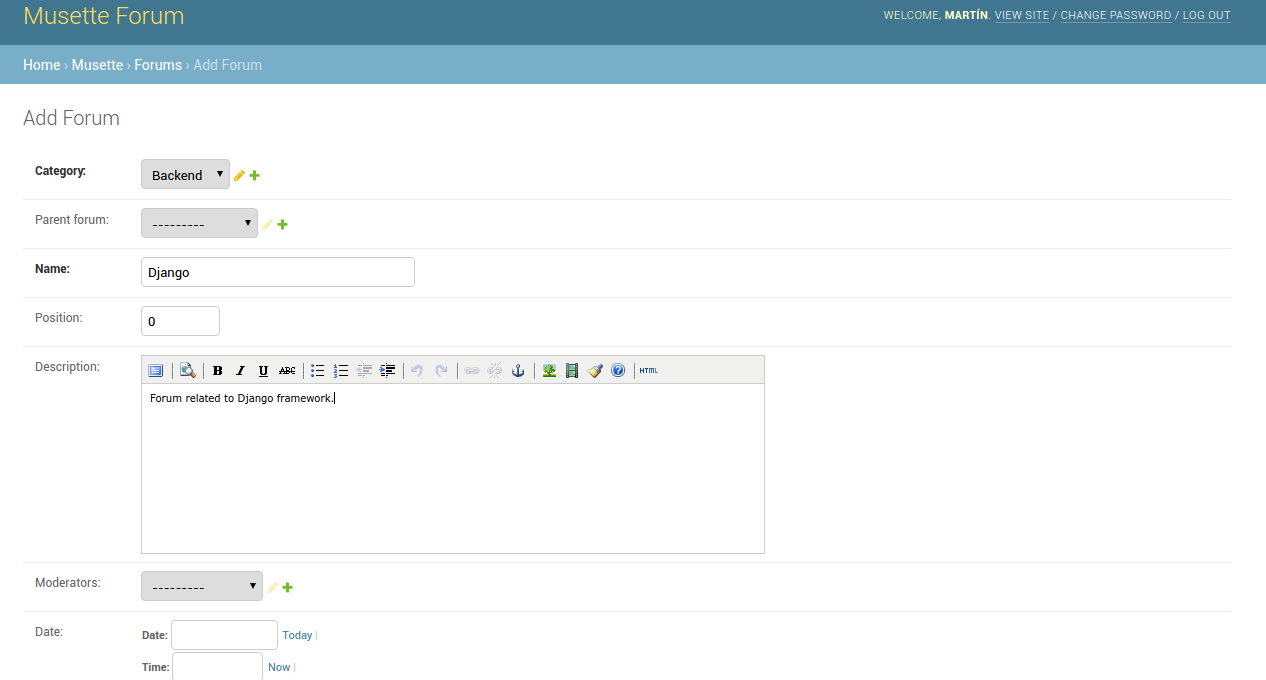 Musette Forum
WELCOME, MARTÍN. VIEW SITE / CHANGE PASSWORD / LOG OUT
Home › Musette › Forums › Add Forum
Add Forum
Category: Backend
Parent forum: ---------
Name: Django
Position: 0
Description:
B I U ABC HTML
Forum related to Django framework.
Moderators: ---------
Date: Date: Today |
Time: Now |